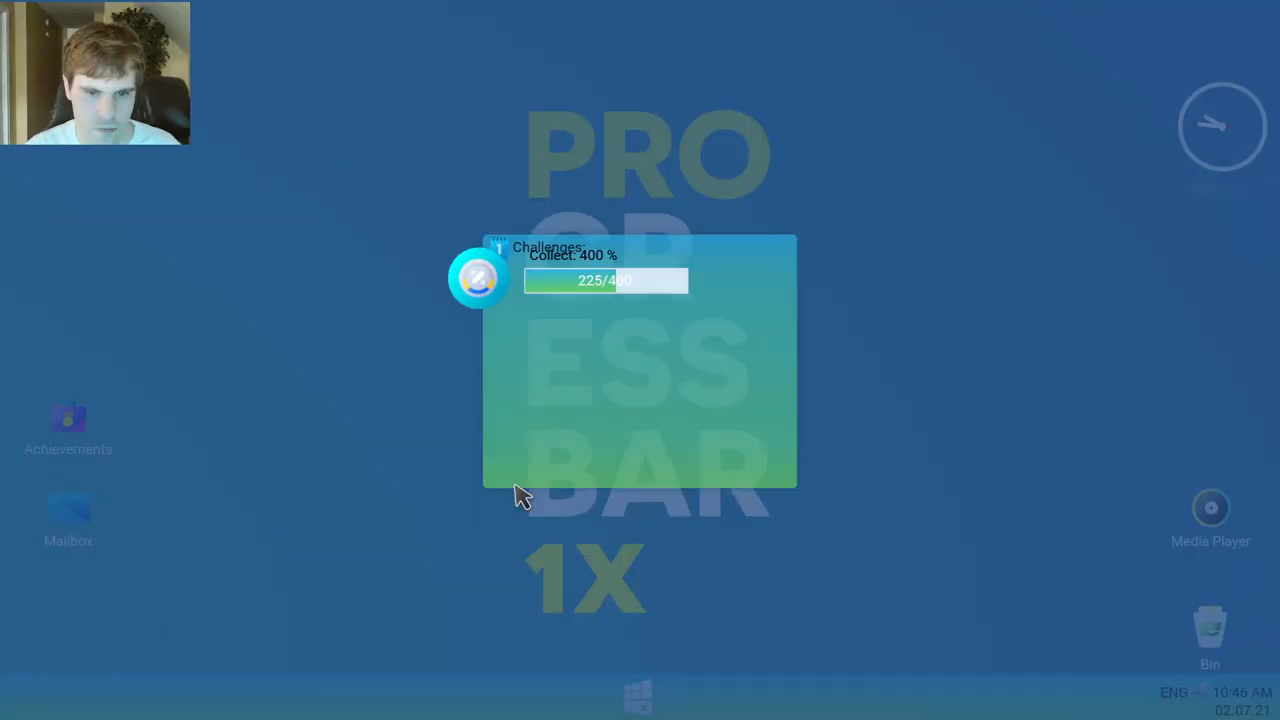 PRO
GR
ESS
BAR
1X
1
Challenges:
Collect: 400 %
225/400
Achievements
Mailbox
Media Player
Bin
ENG 10:46 AM
02.07.21